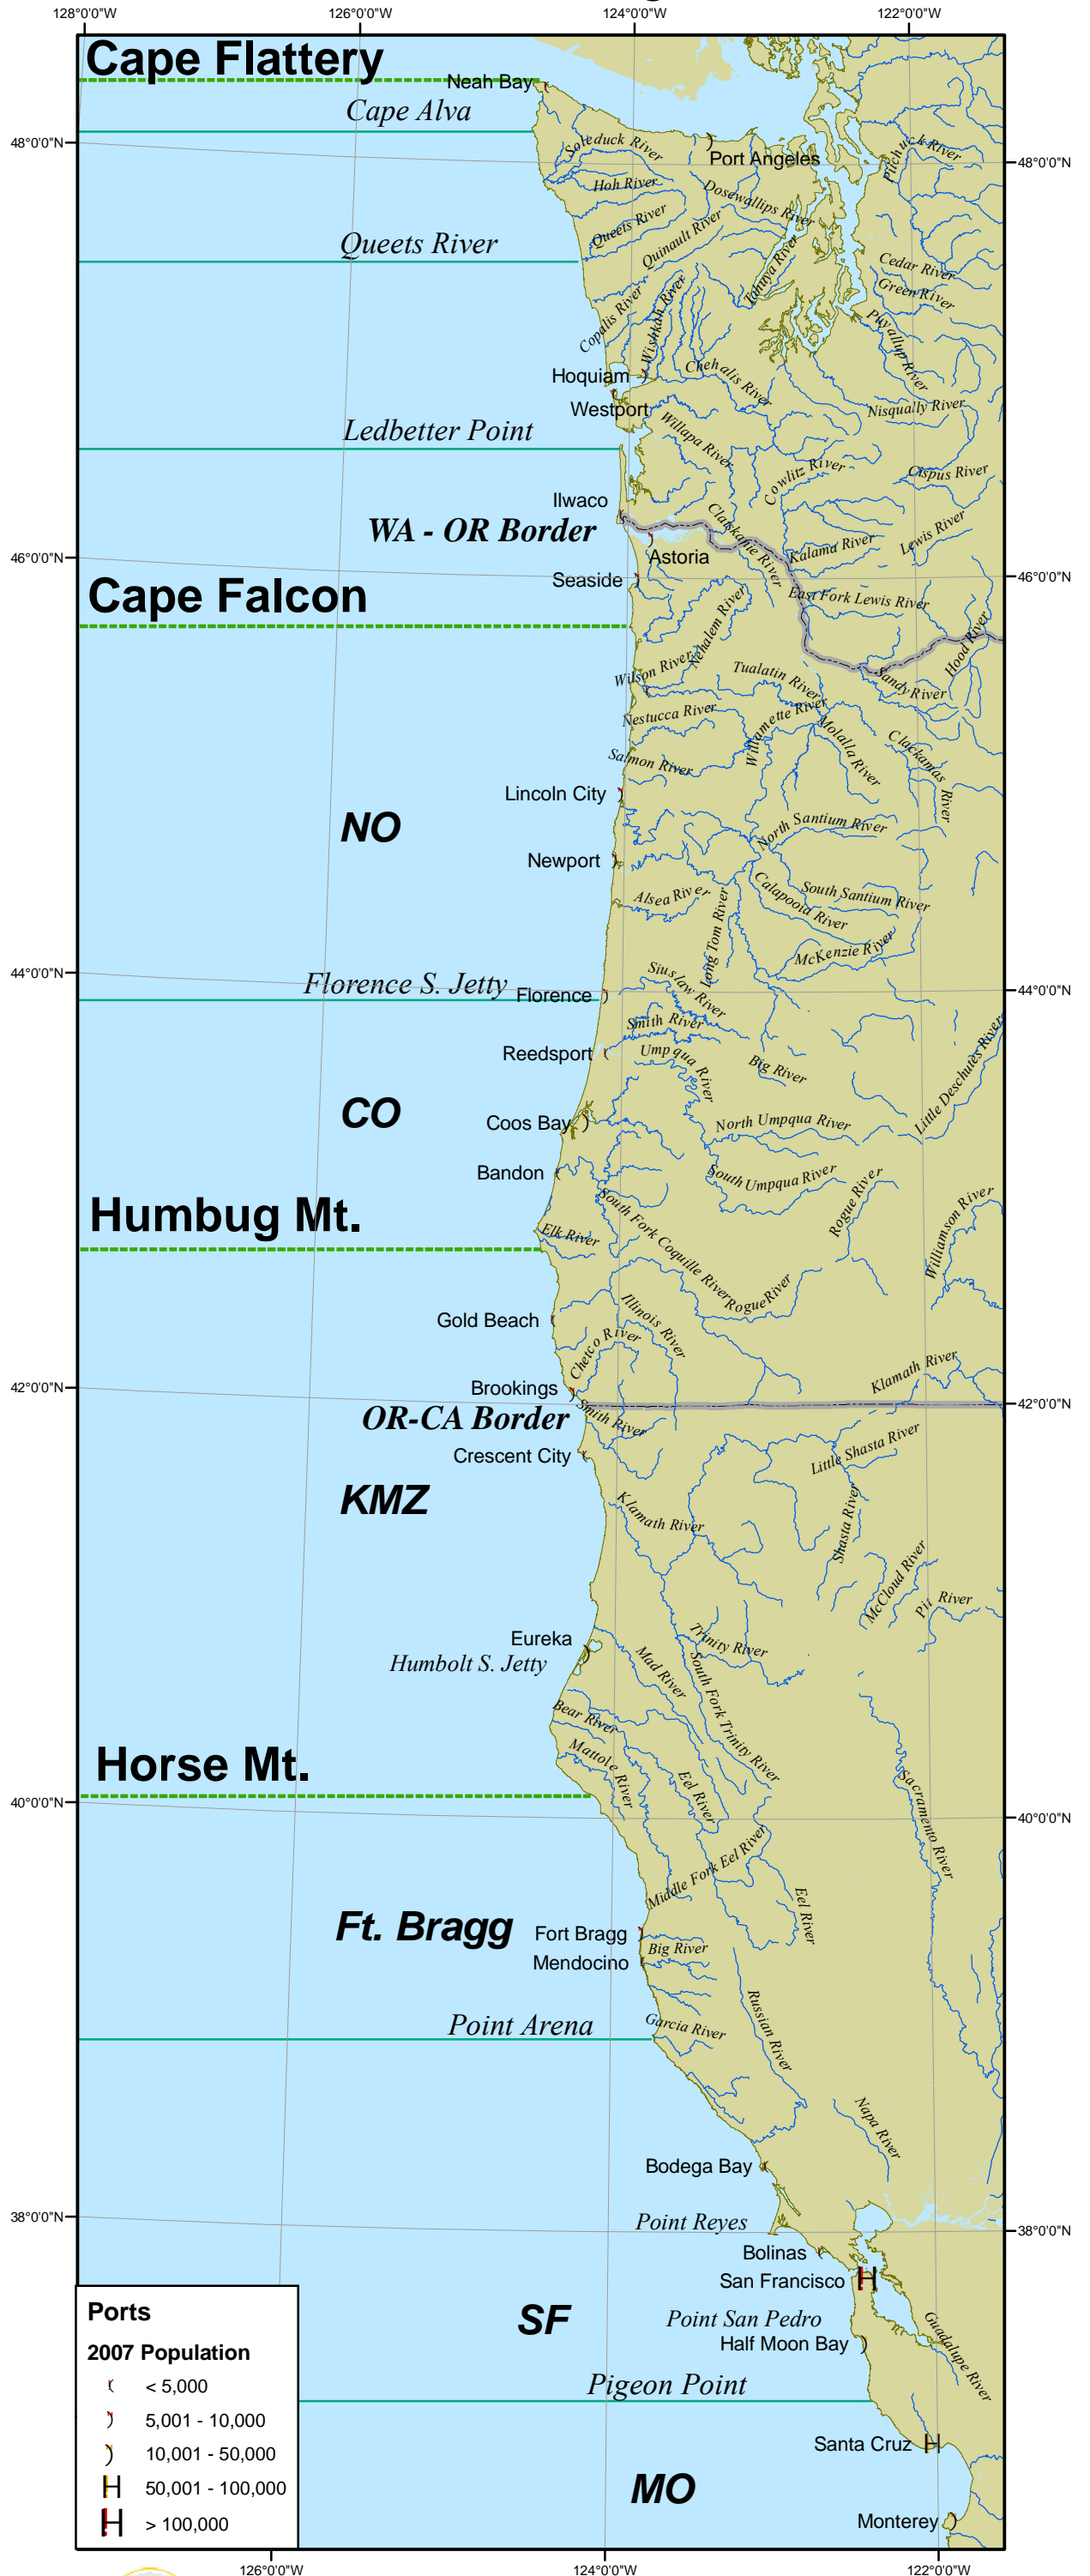 128°0'0"W 126°0'0"W 124°0'0"W 122°0'0"W
Cape Flattery
Neah Bay
Cape Alva
48°0'0"N
48°0'0"N
Port Angeles
Soleduck River
Pilchuck River
Hoh River
Dosewallips River
Queets River
Quinault River
Queets River
Tahuya River
Cedar River
Green River
Copalis River
Wishkah River
Puyallup River
Hoquiam
Chehalis River
Westport
Nisqually River
Ledbetter Point
Willapa River
Cowlitz River
Cispus River
Ilwaco
WA - OR Border
Clatskanie River
Kalama River
Lewis River
46°0'0"N
Astoria
46°0'0"N
Seaside
East Fork Lewis River
Cape Falcon
Nehalem River
Hood River
Wilson River
Tualatin River
Sandy River
Nestucca River
Willamette River
Molalla River
Clackamas River
Salmon River
Lincoln City
NO
North Santium River
Newport
Alsea River
Calapooia River
South Santium River
Long Tom River
McKenzie River
44°0'0"N
44°0'0"N
Florence S. Jetty
Florence
Siuslaw River
Smith River
Reedsport
Umpqua River
Big River
Little Deschutes River
CO
Coos Bay
North Umpqua River
Bandon
South Umpqua River
Humbug Mt.
Elk River
South Fork Coquille River
Rogue River
Williamson River
Gold Beach
Illinois River
Rogue River
Chetco River
42°0'0"N
Brookings
Klamath River
42°0'0"N
OR-CA Border
Smith River
Crescent City
Little Shasta River
KMZ
Klamath River
Shasta River
McCloud River
Pit River
Eureka
Humbolt S. Jetty
Trinity River
Mad River
South Fork Trinity River
Bear River
Horse Mt.
Mattole River
Eel River
Sacramento River
40°0'0"N
40°0'0"N
Middle Fork Eel River
Eel River
Ft. Bragg
Fort Bragg
Big River
Mendocino
Point Arena
Garcia River
Russian River
Napa River
Bodega Bay
38°0'0"N
Point Reyes
38°0'0"N
Bolinas
San Francisco
SF
Point San Pedro
Half Moon Bay
Guadalupe River
Pigeon Point
Santa Cruz
MO
Monterey
Ports
2007 Population
< 5,000
5,001 - 10,000
10,001 - 50,000
H 50,001 - 100,000
H > 100,000
126°0'0"W 124°0'0"W 122°0'0"W